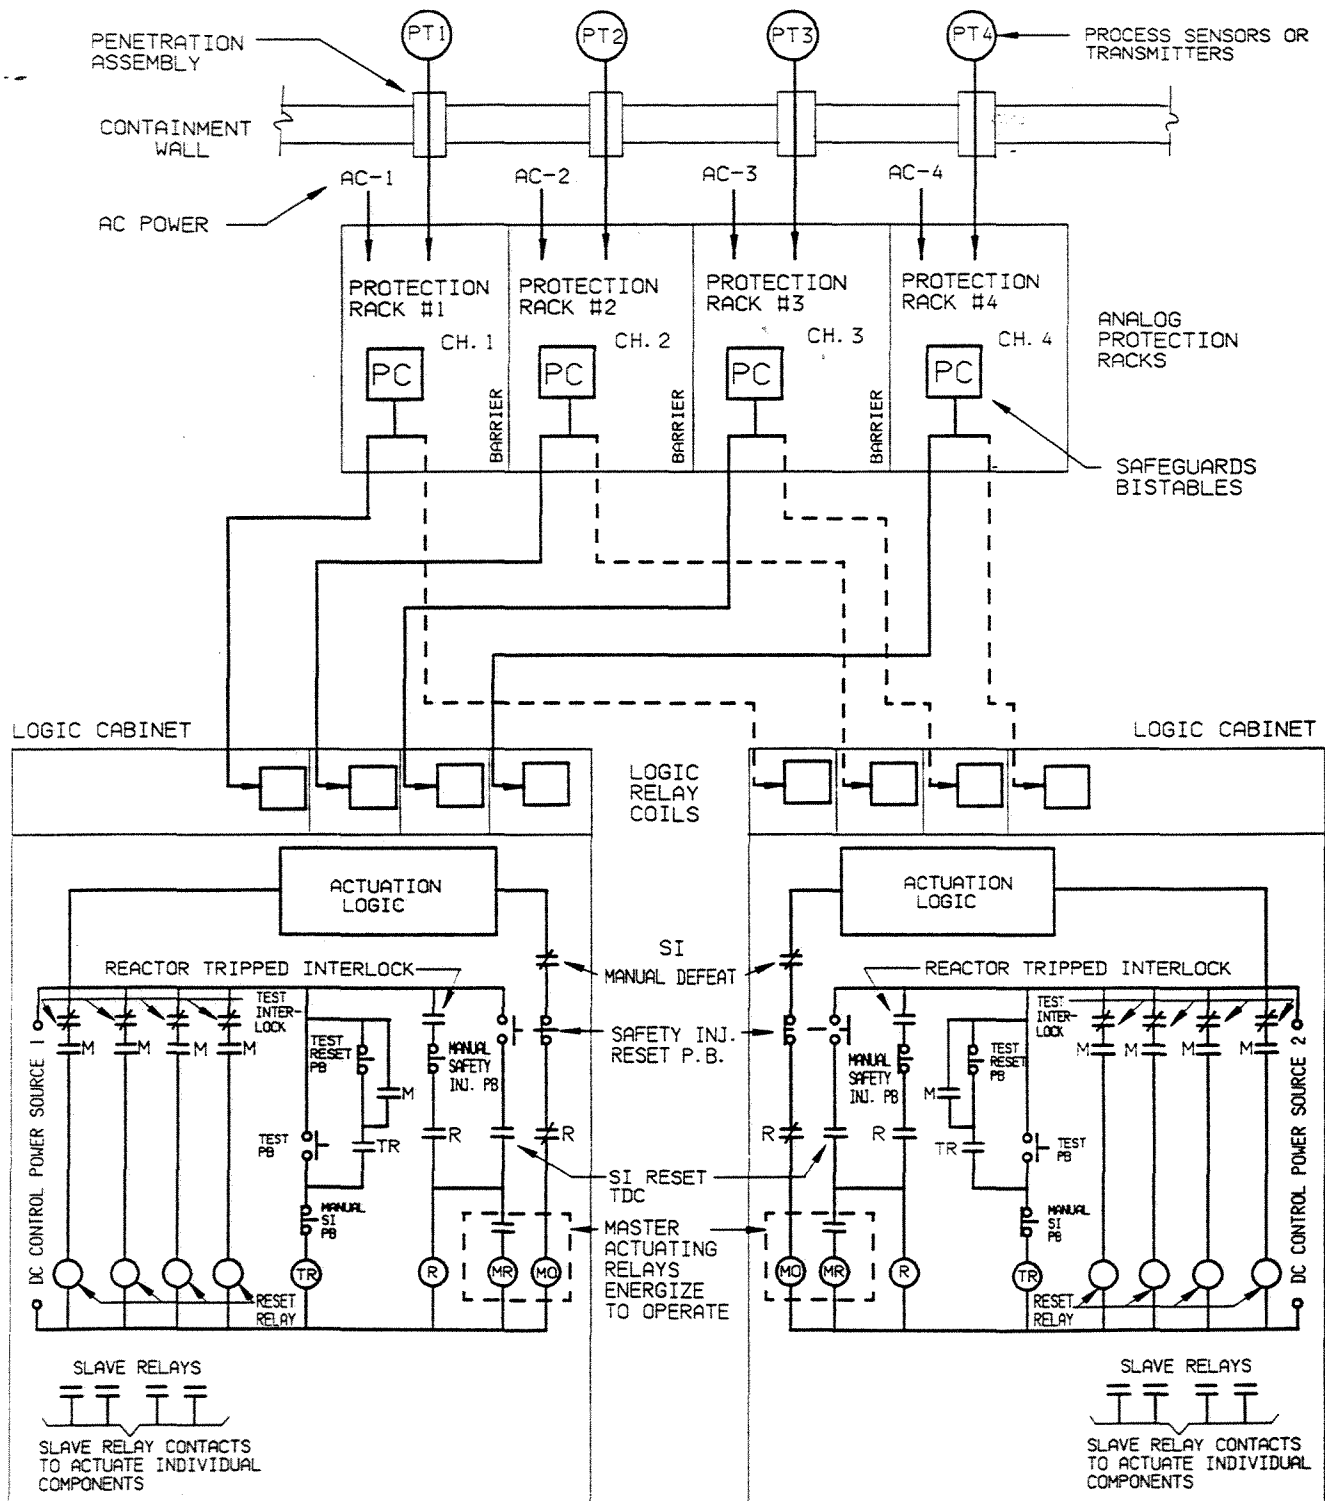 PT1
PT2
PT3
PT4
PENETRATION
ASSEMBLY
PROCESS SENSORS OR
TRANSMITTERS
CONTAINMENT
WALL
AC-1
AC-2
AC-3
AC-4
AC POWER
PROTECTION
RACK #1
PROTECTION
RACK #2
PROTECTION
RACK #3
PROTECTION
RACK #4
CH. 1
CH. 2
CH. 3
CH. 4
ANALOG
PROTECTION
RACKS
PC
PC
PC
PC
BARRIER
BARRIER
BARRIER
SAFEGUARDS
BISTABLES
LOGIC CABINET
LOGIC CABINET
LOGIC
RELAY
COILS
ACTUATION
LOGIC
ACTUATION
LOGIC
SI
MANUAL DEFEAT
REACTOR TRIPPED INTERLOCK
REACTOR TRIPPED INTERLOCK
TEST
INTER-
LOCK
TEST
INTER-
LOCK
SAFETY INJ.
RESET P.B.
M
M
M
M
TEST
RESET
PB
MANUAL
SAFETY
INJ. PB
MANUAL
SAFETY
INJ. PB
TEST
RESET
PB
M
M
M
M
DC CONTROL POWER SOURCE 1
DC CONTROL POWER SOURCE 2
TEST
PB
TR
R
R
R
R
TR
TEST
PB
SI RESET
TDC
MANUAL
SI
PB
MANUAL
SI
PB
MASTER
ACTUATING
RELAYS
ENERGIZE
TO OPERATE
TR
R
MR
MO
MO
MR
R
TR
RESET
RELAY
RESET
RELAY
SLAVE RELAYS
SLAVE RELAYS
SLAVE RELAY CONTACTS
TO ACTUATE INDIVIDUAL
COMPONENTS
SLAVE RELAY CONTACTS
TO ACTUATE INDIVIDUAL
COMPONENTS